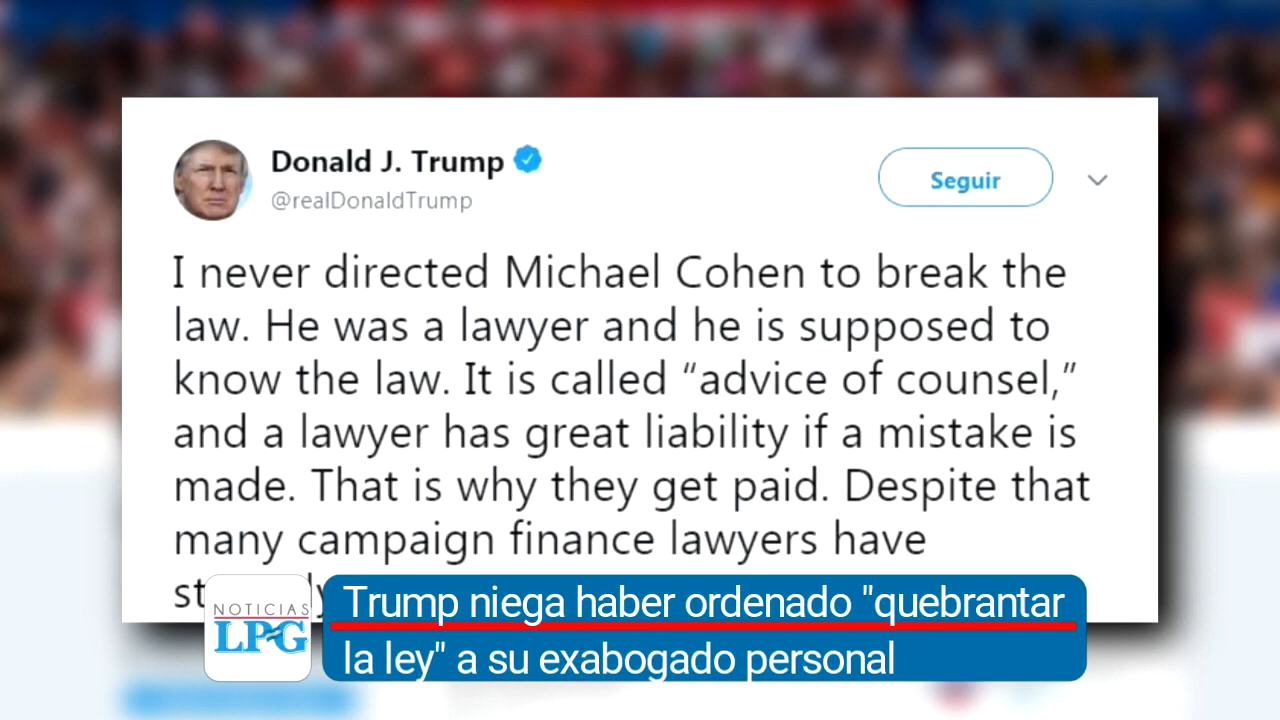 Donald J. Trump
@realDonaldTrump
Seguir
I never directed Michael Cohen to break the
law. He was a lawyer and he is supposed to
know the law. It is called “advice of counsel,”
and a lawyer has great liability if a mistake is
made. That is why they get paid. Despite that
many campaign finance lawyers have
NOTICIAS
LPG
Trump niega haber ordenado "quebrantar
la ley" a su exabogado personal